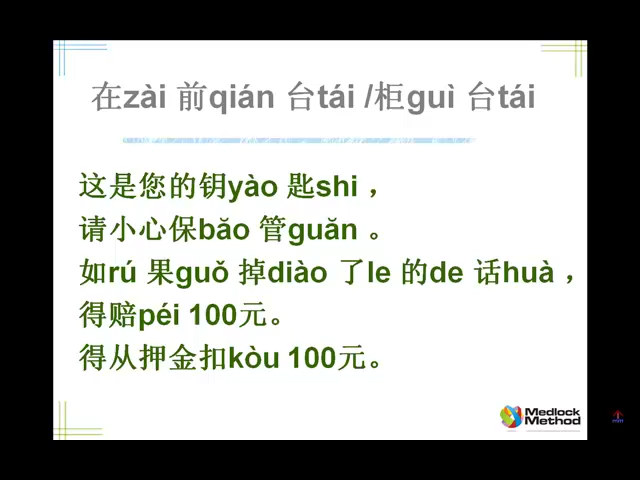 在zài 前qián 台tái /柜guì 台tái
这是您的钥yào 匙shi ，
请小心保bǎo 管guǎn 。
如rú 果guǒ 掉diào 了le 的de 话huà ，
得赔péi 100元。
得从押金扣kòu 100元。
Medlock
Method